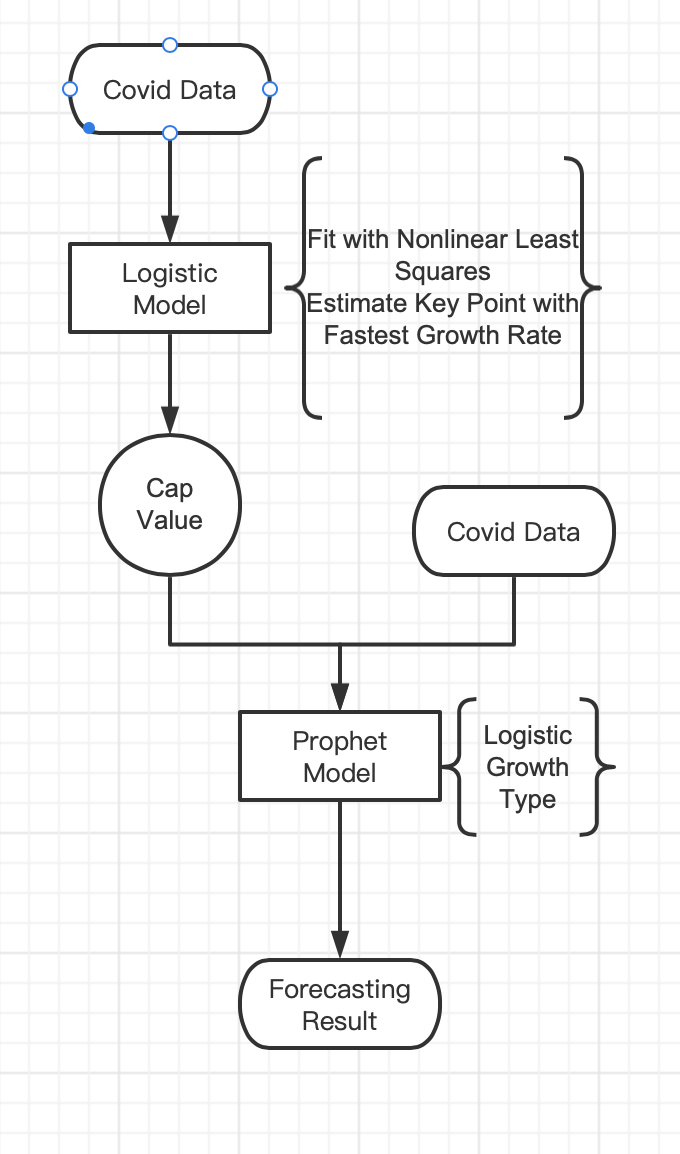 Covid Data
Logistic
Model
Fit with Nonlinear Least
Squares
Estimate Key Point with
Fastest Growth Rate
Cap
Value
Covid Data
Prophet
Model
Logistic
Growth
Type
Forecasting
Result